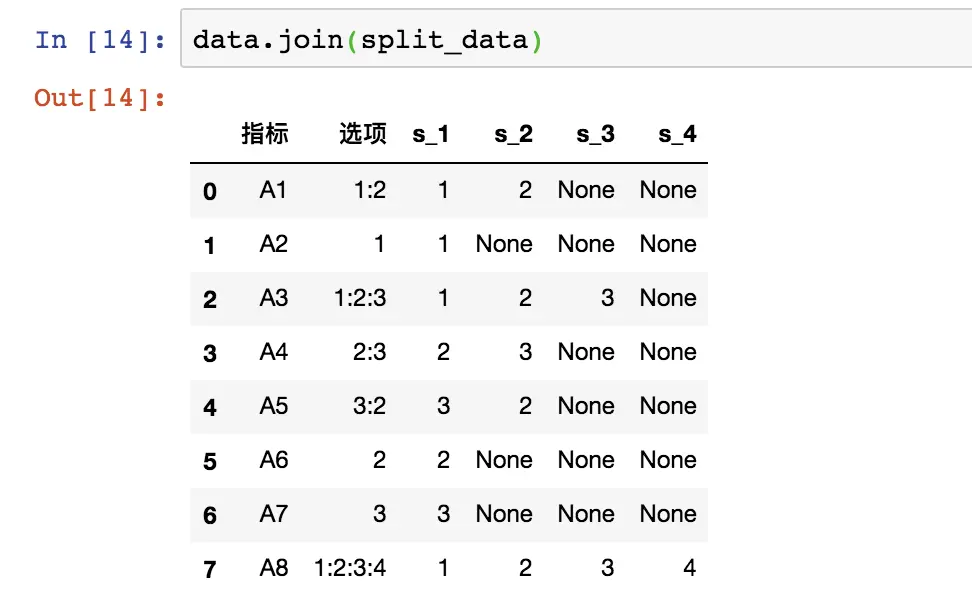 In [14]: data.join(split_data)
Out[14]:
指标 选项 s_1 s_2 s_3 s_4
0 A1 1:2 1 2 None None
1 A2 1 1 None None None
2 A3 1:2:3 1 2 3 None
3 A4 2:3 2 3 None None
4 A5 3:2 3 2 None None
5 A6 2 2 None None None
6 A7 3 3 None None None
7 A8 1:2:3:4 1 2 3 4